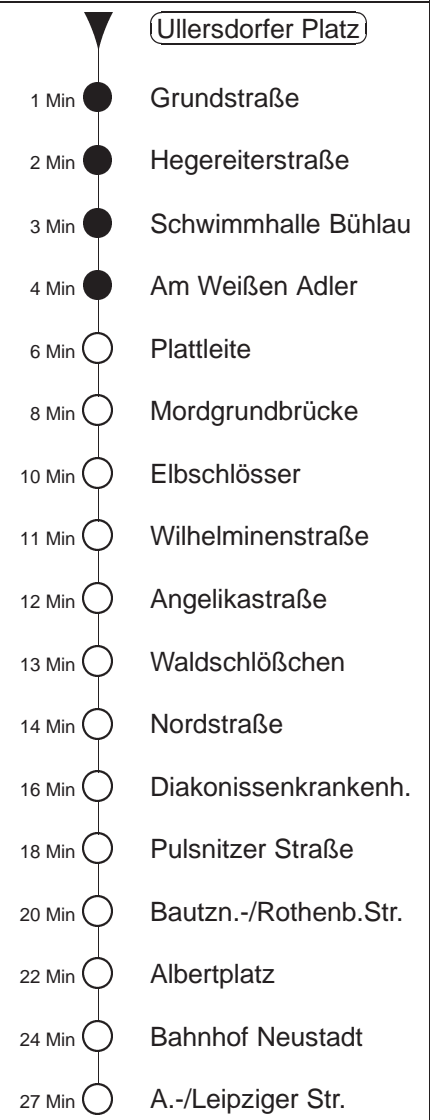 Ullersdorfer Platz
1 Min Grundstraße
2 Min Hegereiterstraße
3 Min Schwimmhalle Bühlau
4 Min Am Weißen Adler
6 Min Plattleite
8 Min Mordgrundbrücke
10 Min Elbschlösser
11 Min Wilhelminenstraße
12 Min Angelikastraße
13 Min Waldschlößchen
14 Min Nordstraße
16 Min Diakonissenkrankenh.
18 Min Pulsnitzer Straße
20 Min Bautzn.-/Rothenb.Str.
22 Min Albertplatz
24 Min Bahnhof Neustadt
27 Min A.-/Leipziger Str.